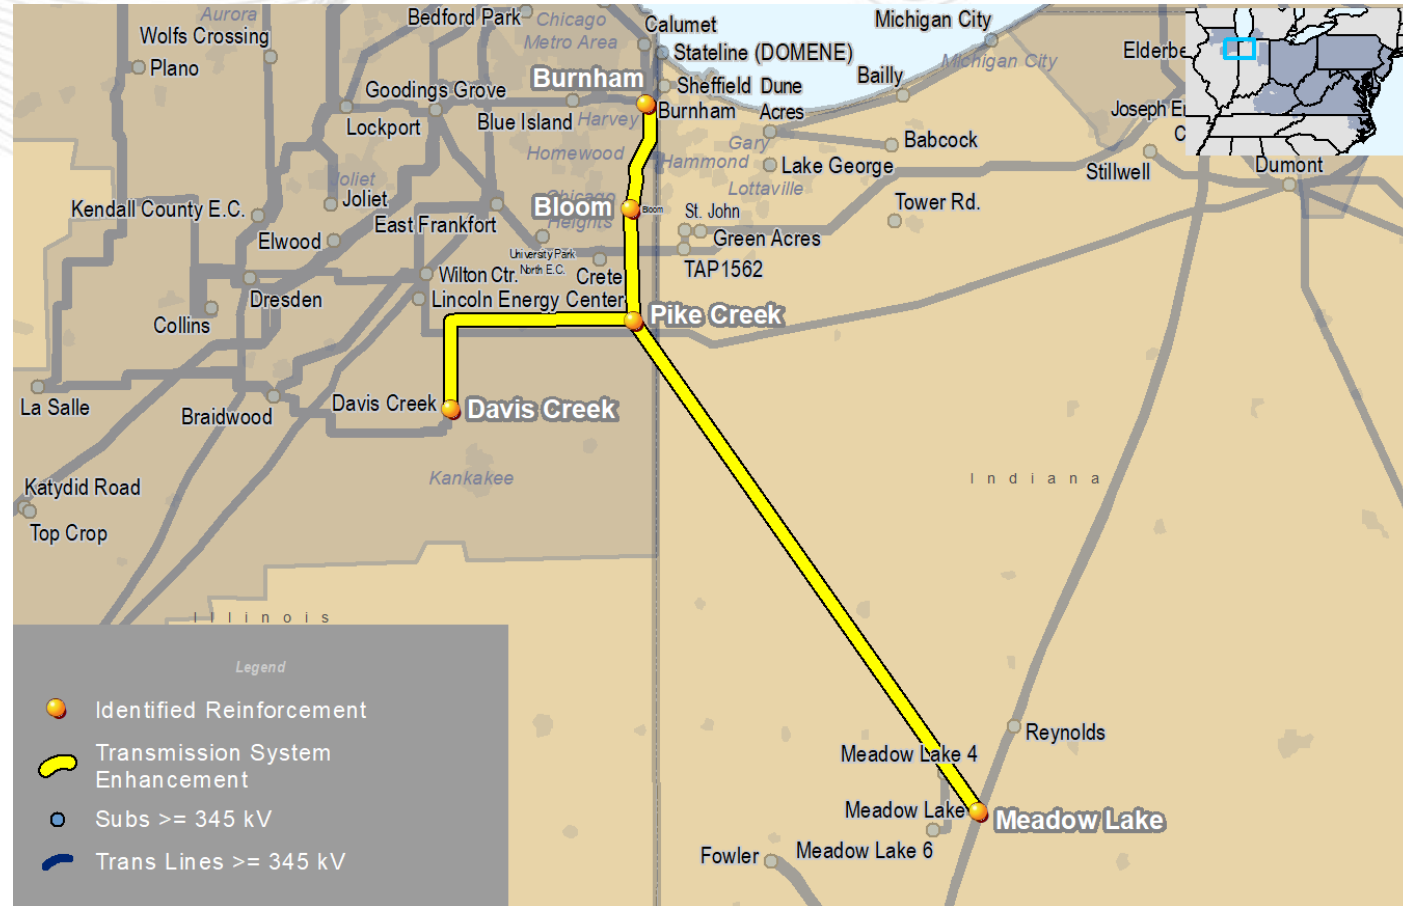 Aurora
Bedford Park
Chicago
Metro Area
Calumet
Michigan City
Wolfs Crossing
Plano
Stateline (DOMENE)
Michigan City
Burnham
Sheffield
Dune
Acres
Bailly
Goodings Grove
Lockport
Blue Island
Harvey
Burnham
Homewood
Hammond
Gary
Babcock
Lake George
Stillwell
Dumont
Joliet
Joliet
Lottaville
Kendall County E.C.
East Frankfort
Chicago
Heights
Bloom
Bloom
St. John
Tower Rd.
Elwood
Green Acres
University Park
North E.C.
Crete
TAP1562
Wilton Ctr.
Dresden
Lincoln Energy Center
Collins
Pike Creek
La Salle
Braidwood
Davis Creek
Davis Creek
Kankakee
Indiana
Katydid Road
Top Crop
Illinois
Legend
Identified Reinforcement
Transmission System
Enhancement
Subs >= 345 kV
Trans Lines >= 345 kV
Reynolds
Meadow Lake 4
Meadow Lake
Meadow Lake
Meadow Lake 6
Fowler